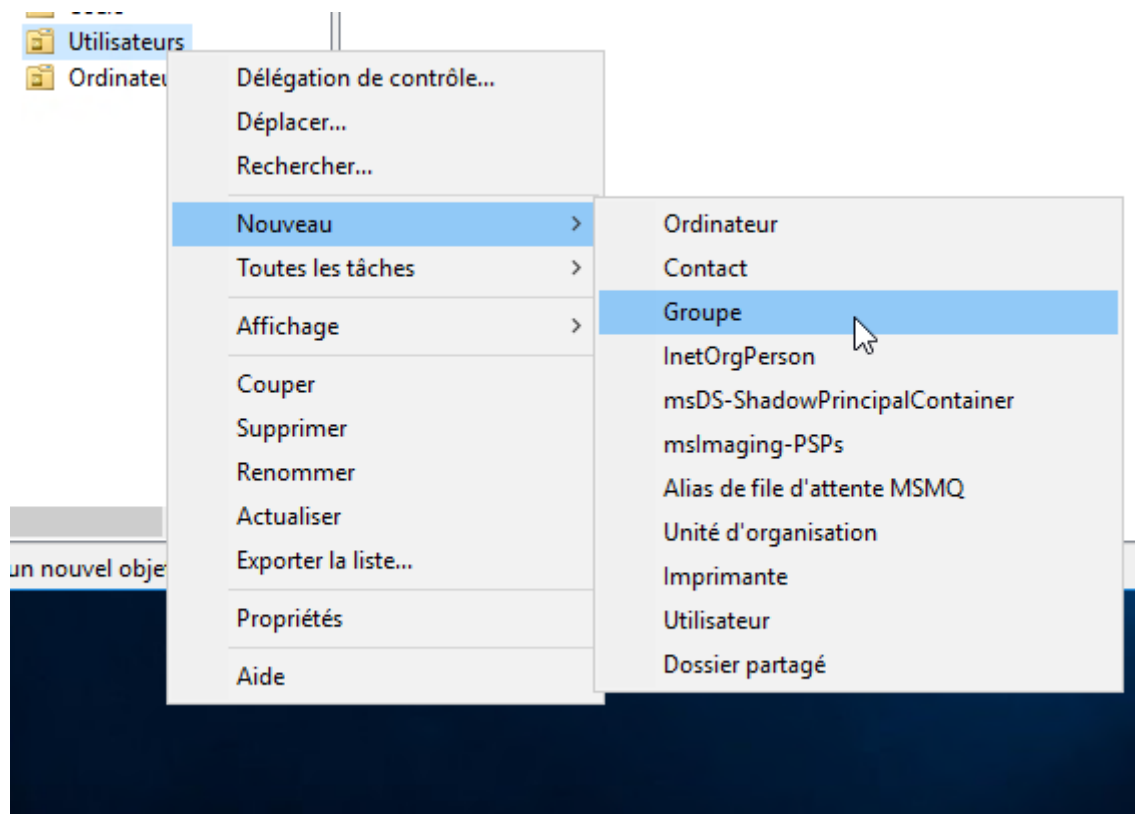 Utilisateurs
Ordinateu
Délégation de contrôle...
Déplacer...
Rechercher...
Nouveau
Toutes les tâches
Affichage
Couper
Supprimer
Renommer
Actualiser
Exporter la liste...
Propriétés
Aide
Ordinateur
Contact
Groupe
InetOrgPerson
msDS-ShadowPrincipalContainer
msImaging-PSPs
Alias de file d'attente MSMQ
Unité d'organisation
Imprimante
Utilisateur
Dossier partagé
un nouvel obje